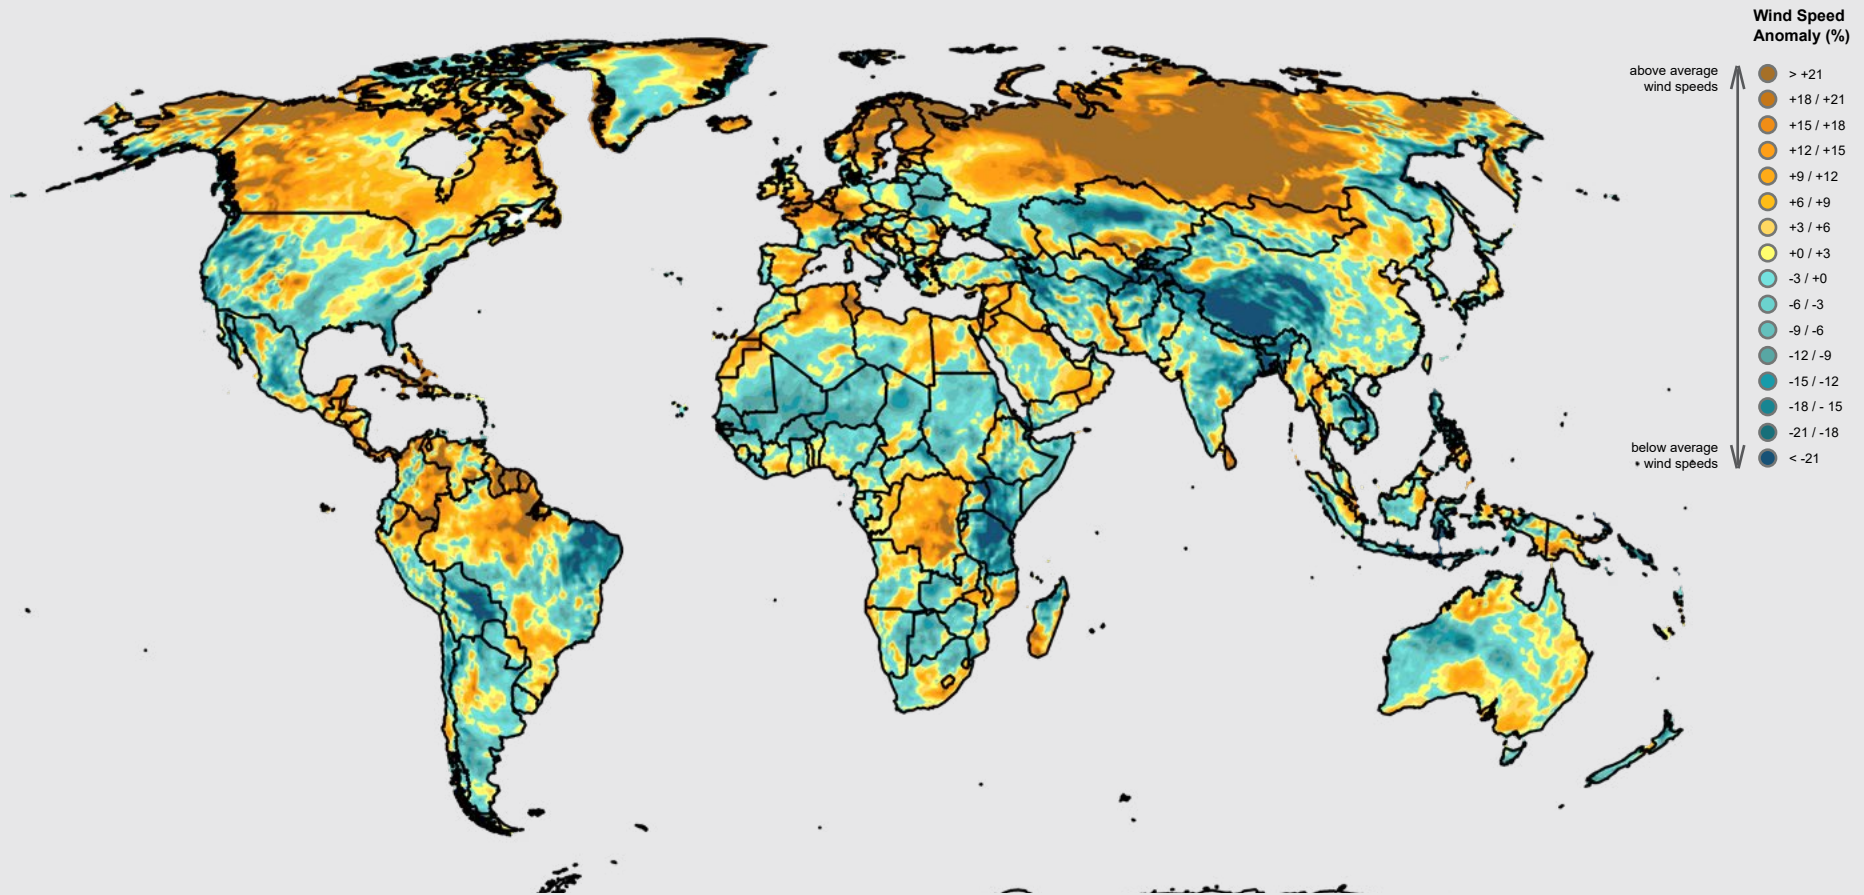 Wind Speed
Anomaly (%)
above average
wind speeds
> +21
+18 / +21
+15 / +18
+12 / +15
+9 / +12
+6 / +9
+3 / +6
+0 / +3
-3 / +0
-6 / -3
-9 / -6
-12 / -9
-15 / -12
-18 / - 15
-21 / -18
below average
wind speeds
< -21